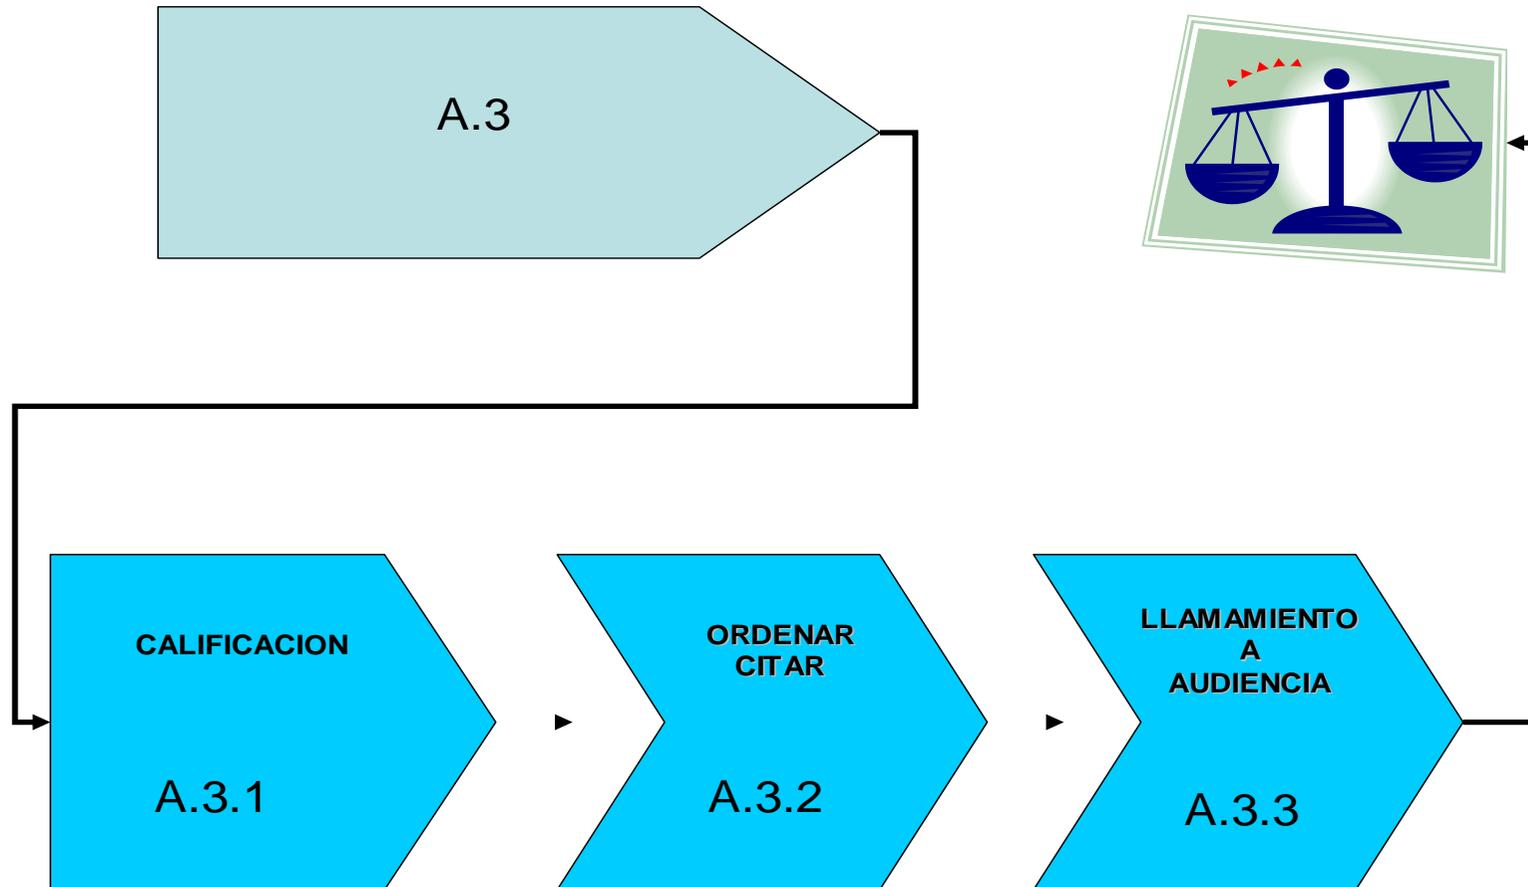 A.3
CALIFICACION
A.3.1
ORDENAR
CITAR
A.3.2
LLAMAMIENTO
A
AUDIENCIA
A.3.3